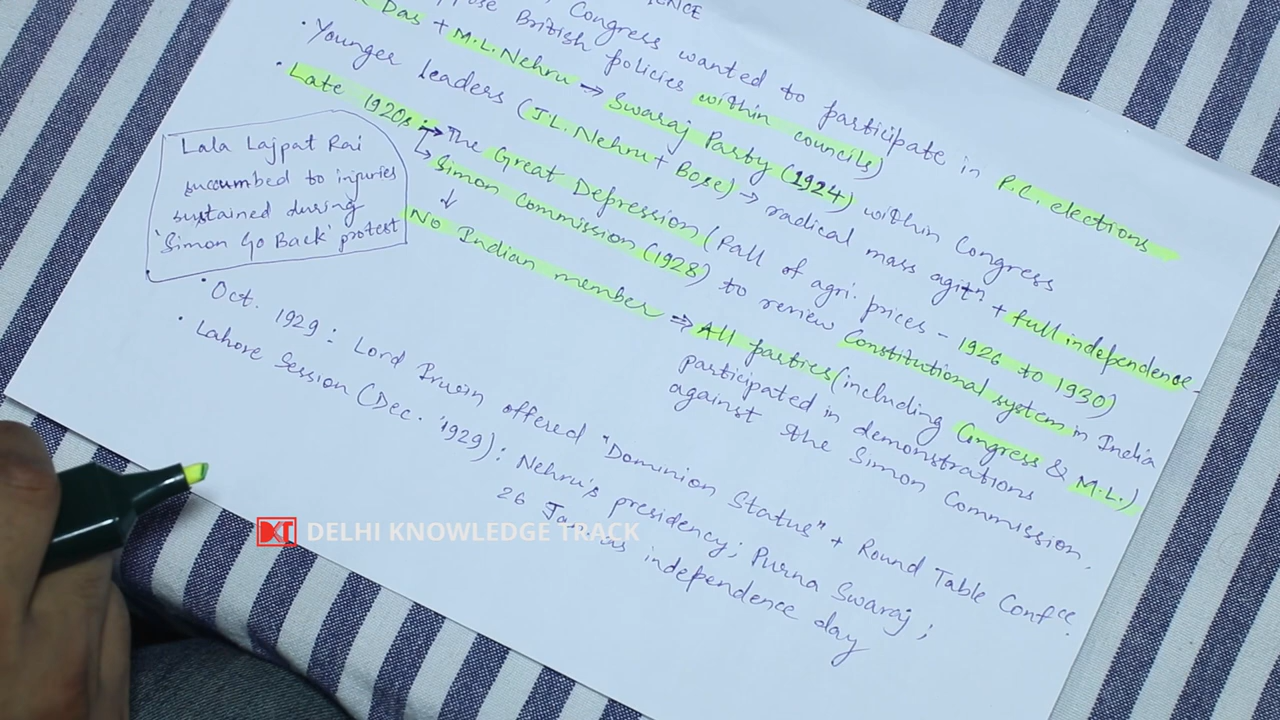 ENCE
Congress wanted to participate in P.C. elections
British policies within councils)
Das + M.L. Nehru → Swaraj Party (1924) within Congress
· Younger leaders (J.L. Nehru + Bose) → radical mass agitn + full independence
· Late 1920s : → The Great Depression (Fall of agri. prices - 1926 to 1930)
→ Simon Commission (1928) to review Constitutional system in India
↓
No Indian member ⇒ All parties (including Congress & M.L.)
participated in demonstrations
against the Simon Commission.
Lala Lajpat Rai
succumbed to injuries
sustained during
'Simon Go Back' protest
· Oct. 1929 : Lord Irwin offered "Dominion Status" + Round Table Confce.
· Lahore Session (Dec. '1929) : Nehru's presidency; Purna Swaraj ;
26 Jan as independence day
DKT DELHI KNOWLEDGE TRACK